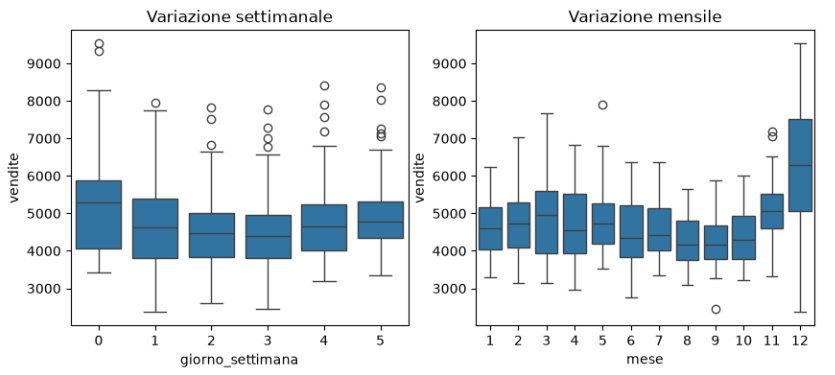 Variazione settimanale
9000
8000
7000
6000
5000
4000
3000
vendite
0 1 2 3 4 5
giorno_settimana
Variazione mensile
9000
8000
7000
6000
5000
4000
3000
vendite
1 2 3 4 5 6 7 8 9 10 11 12
mese